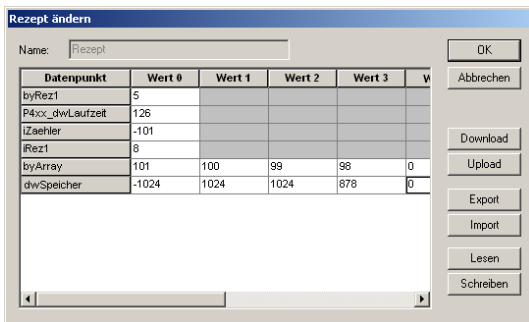 Rezept ändern
Name: Rezept
OK
Abbrechen
Datenpunkt Wert 0 Wert 1 Wert 2 Wert 3 W
byRez1 5
P4xx_dwLaufzeit 126
iZaehler -101
iRez1 8
byArray 101 100 99 98 0
dwSpeicher -1024 1024 1024 878 0
Download
Upload
Export
Import
Lesen
Schreiben